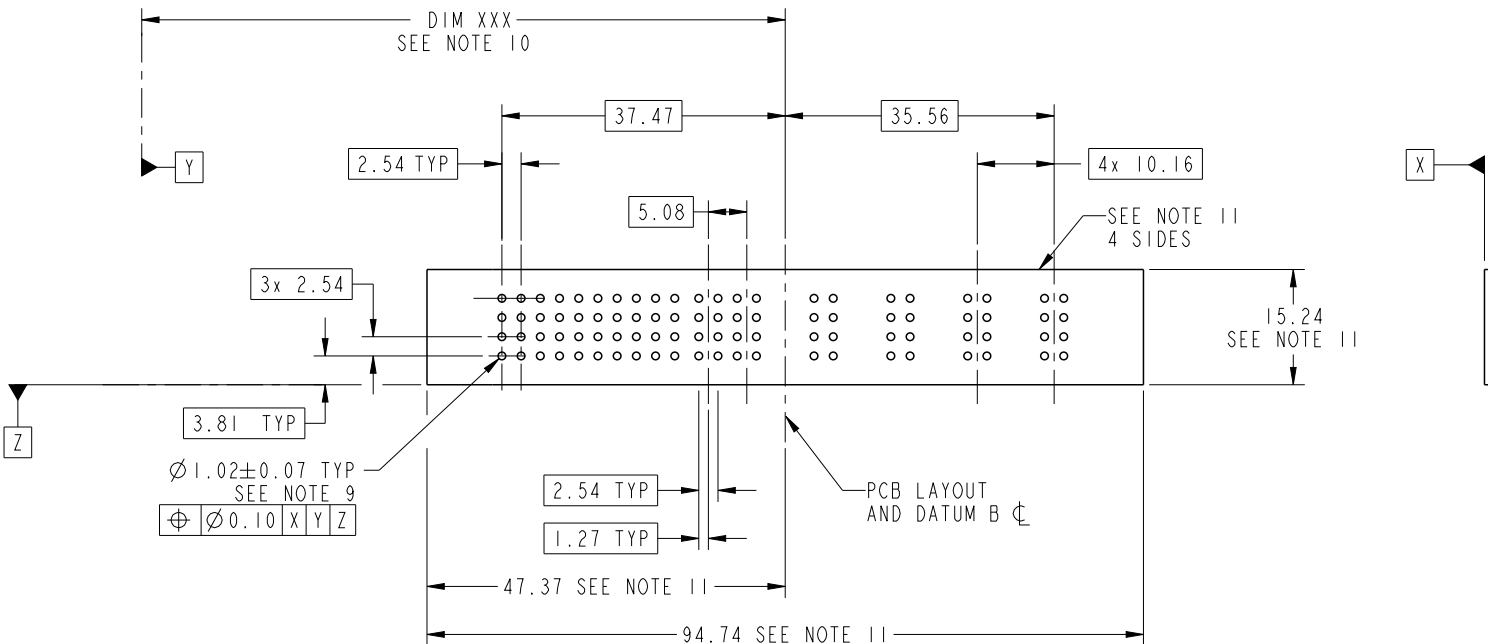 DIM XXX
SEE NOTE 10
37.47
35.56
2.54 TYP
4x 10.16
Y
X
5.08
SEE NOTE 11
4 SIDES
3x 2.54
15.24
SEE NOTE 11
3.81 TYP
Z
Ø1.02±0.07 TYP
SEE NOTE 9
⌖ Ø0.10 X Y Z
2.54 TYP
PCB LAYOUT
AND DATUM B ℄
1.27 TYP
47.37 SEE NOTE 11
94.74 SEE NOTE 11